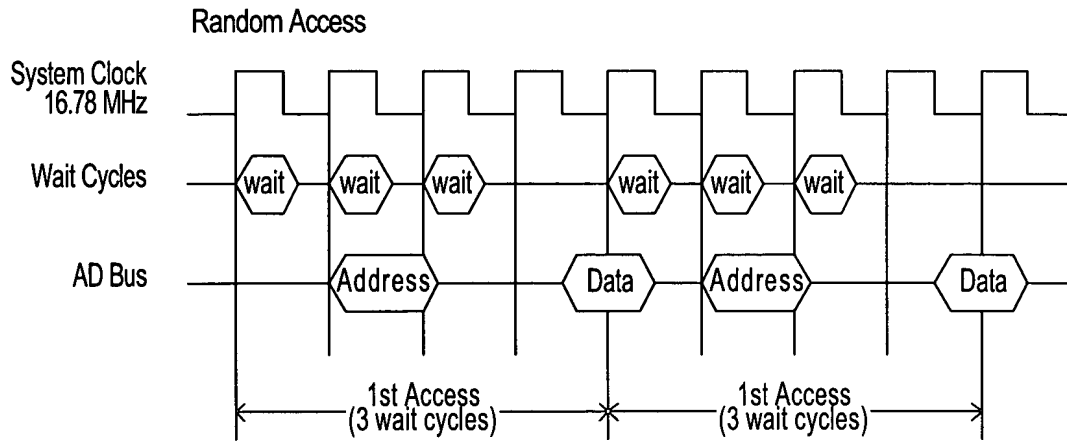 Random Access
System Clock
16.78 MHz
Wait Cycles
wait wait wait wait wait wait
AD Bus
Address Data Address Data
1st Access
(3 wait cycles)
1st Access
(3 wait cycles)